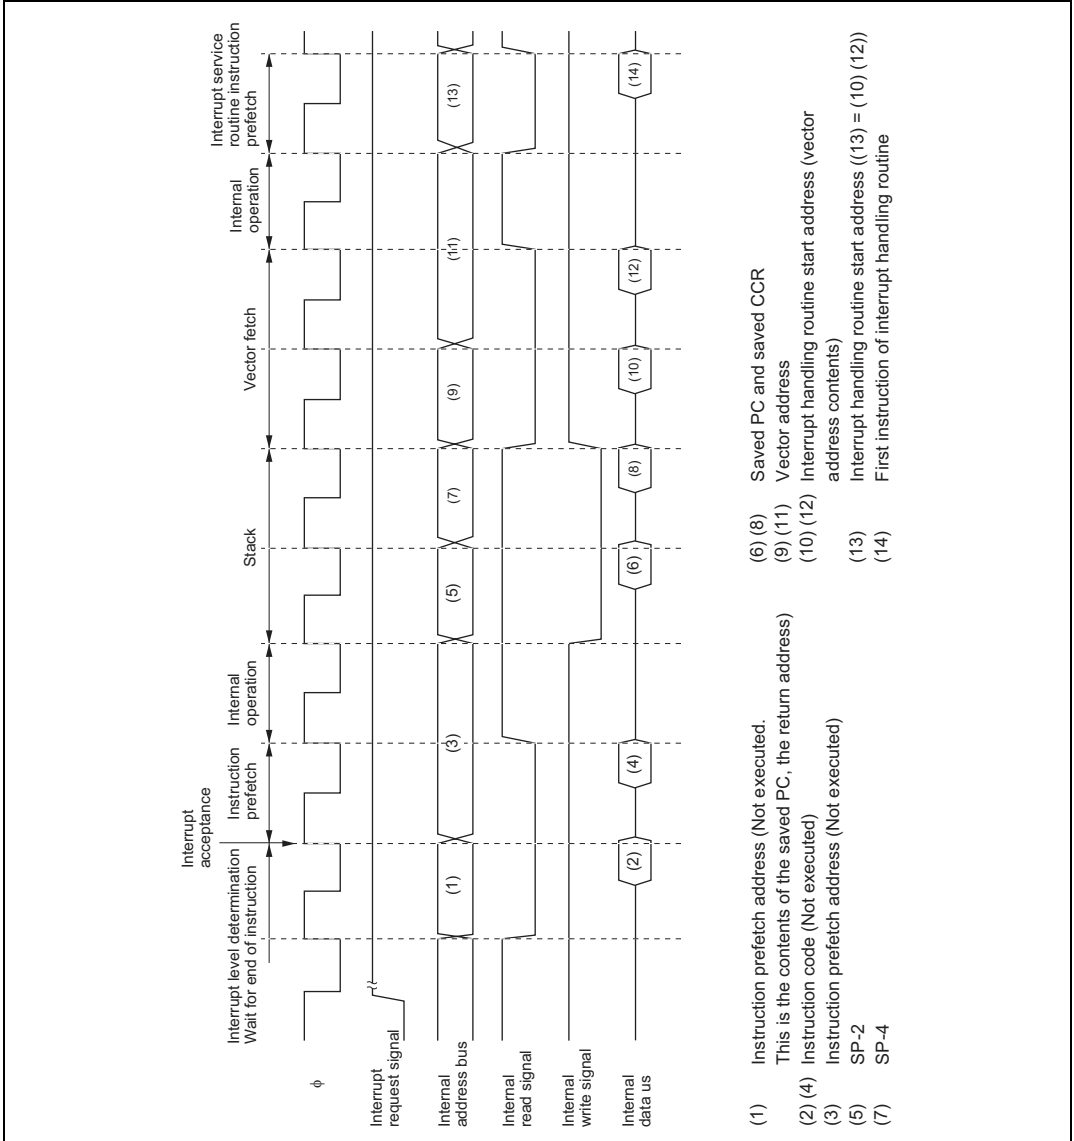 Interrupt level determination
Wait for end of instruction
Interrupt
acceptance
Instruction
prefetch
Internal
operation
Stack
Vector fetch
Internal
operation
Interrupt service
routine instruction
prefetch
φ
Interrupt
request signal
Internal
address bus
(1)
(3)
(5)
(7)
(9)
(11)
(13)
Internal
read signal
Internal
write signal
Internal
data us
(2)
(4)
(6)
(8)
(10)
(12)
(14)
(1) Instruction prefetch address (Not executed.
This is the contents of the saved PC, the return address)
(2) (4) Instruction code (Not executed)
(3) Instruction prefetch address (Not executed)
(5) SP-2
(7) SP-4
(6) (8) Saved PC and saved CCR
(9) (11) Vector address
(10) (12) Interrupt handling routine start address (vector
address contents)
(13) Interrupt handling routine start address ((13) = (10) (12))
(14) First instruction of interrupt handling routine